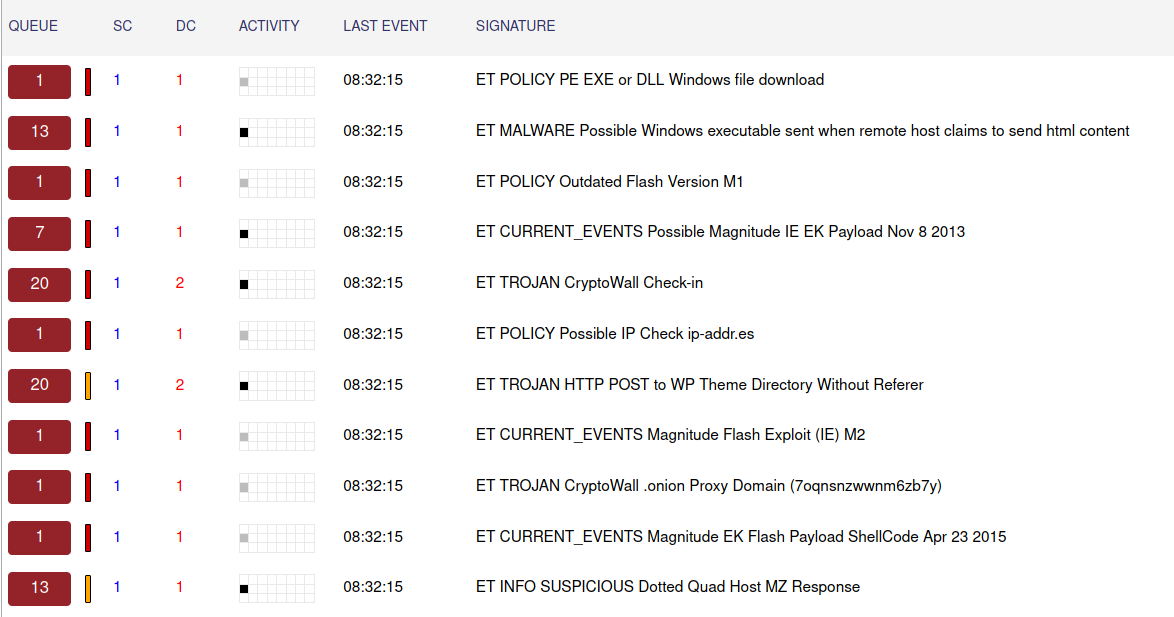 QUEUE SC DC ACTIVITY LAST EVENT SIGNATURE
1 1 1 08:32:15 ET POLICY PE EXE or DLL Windows file download
13 1 1 08:32:15 ET MALWARE Possible Windows executable sent when remote host claims to send html content
1 1 1 08:32:15 ET POLICY Outdated Flash Version M1
7 1 1 08:32:15 ET CURRENT_EVENTS Possible Magnitude IE EK Payload Nov 8 2013
20 1 2 08:32:15 ET TROJAN CryptoWall Check-in
1 1 1 08:32:15 ET POLICY Possible IP Check ip-addr.es
20 1 2 08:32:15 ET TROJAN HTTP POST to WP Theme Directory Without Referer
1 1 1 08:32:15 ET CURRENT_EVENTS Magnitude Flash Exploit (IE) M2
1 1 1 08:32:15 ET TROJAN CryptoWall .onion Proxy Domain (7oqnsnzwwnm6zb7y)
1 1 1 08:32:15 ET CURRENT_EVENTS Magnitude EK Flash Payload ShellCode Apr 23 2015
13 1 1 08:32:15 ET INFO SUSPICIOUS Dotted Quad Host MZ Response